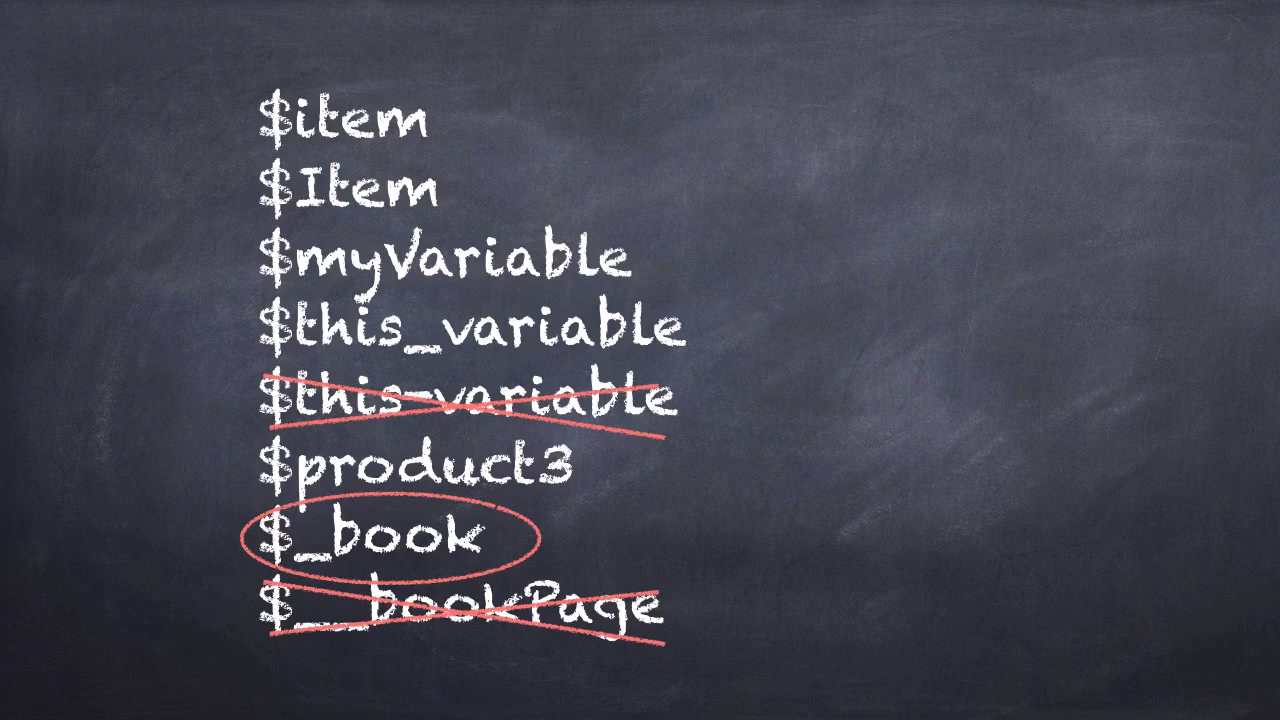 $item
$Item
$myVariable
$this_variable
$this-variable
$product3
$_book
$__bookPage